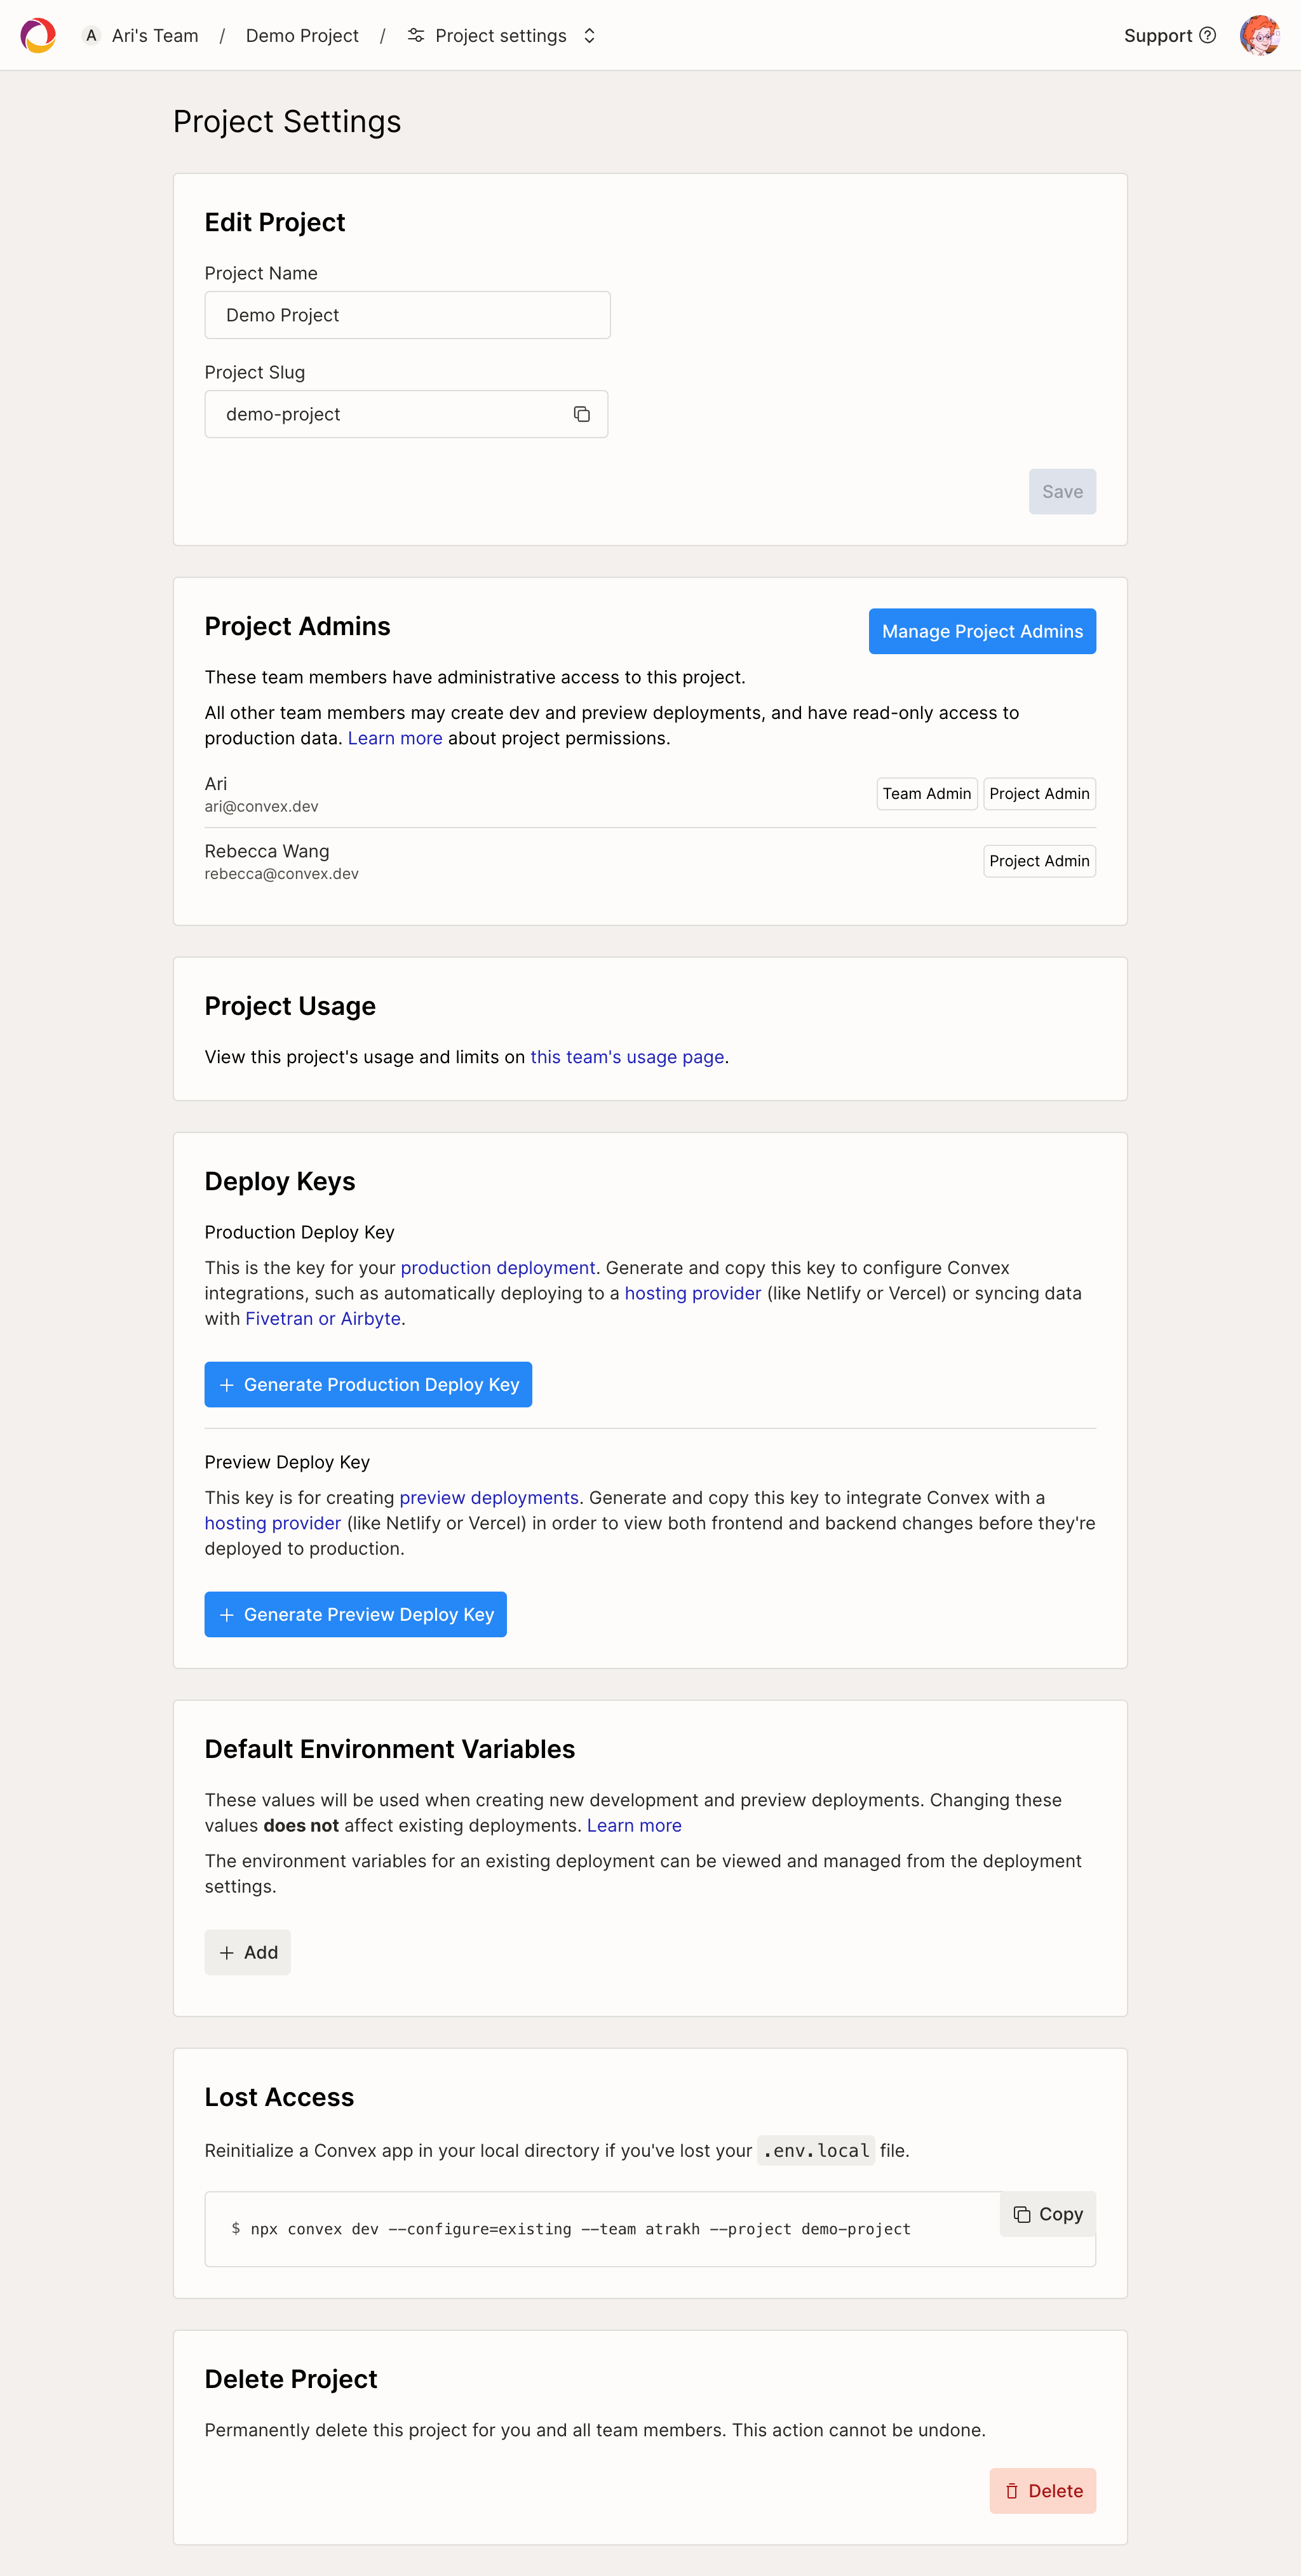 A Ari's Team / Demo Project / Project settings Support
Project Settings
Edit Project
Project Name
Demo Project
Project Slug
demo-project
Save
Project Admins
Manage Project Admins
These team members have administrative access to this project.
All other team members may create dev and preview deployments, and have read-only access to
production data. Learn more about project permissions.
Ari
ari@convex.dev
Team Admin Project Admin
Rebecca Wang
rebecca@convex.dev
Project Admin
Project Usage
View this project's usage and limits on this team's usage page.
Deploy Keys
Production Deploy Key
This is the key for your production deployment. Generate and copy this key to configure Convex
integrations, such as automatically deploying to a hosting provider (like Netlify or Vercel) or syncing data
with Fivetran or Airbyte.
+ Generate Production Deploy Key
Preview Deploy Key
This key is for creating preview deployments. Generate and copy this key to integrate Convex with a
hosting provider (like Netlify or Vercel) in order to view both frontend and backend changes before they're
deployed to production.
+ Generate Preview Deploy Key
Default Environment Variables
These values will be used when creating new development and preview deployments. Changing these
values does not affect existing deployments. Learn more
The environment variables for an existing deployment can be viewed and managed from the deployment
settings.
+ Add
Lost Access
Reinitialize a Convex app in your local directory if you've lost your .env.local file.
$ npx convex dev --configure=existing --team atrakh --project demo-project
Copy
Delete Project
Permanently delete this project for you and all team members. This action cannot be undone.
Delete